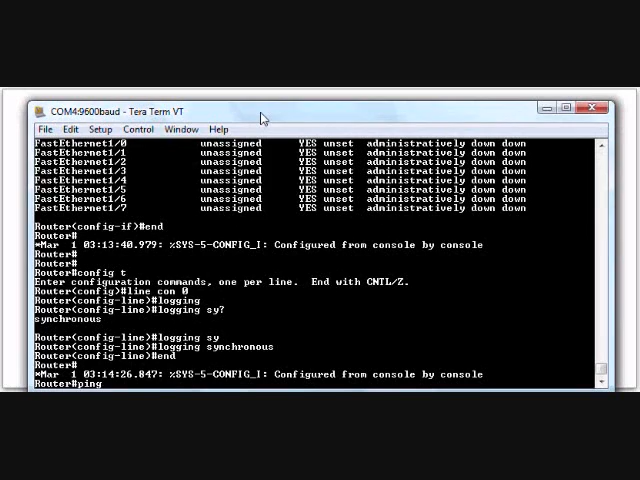 COM4:9600baud - Tera Term VT
File Edit Setup Control Window Help
FastEthernet1/0 unassigned YES unset administratively down down
FastEthernet1/1 unassigned YES unset administratively down down
FastEthernet1/2 unassigned YES unset administratively down down
FastEthernet1/3 unassigned YES unset administratively down down
FastEthernet1/4 unassigned YES unset administratively down down
FastEthernet1/5 unassigned YES unset administratively down down
FastEthernet1/6 unassigned YES unset administratively down down
FastEthernet1/7 unassigned YES unset administratively down down
Router(config-if)#end
Router#
*Mar 1 03:13:40.979: %SYS-5-CONFIG_I: Configured from console by console
Router#
Router#
Router#config t
Enter configuration commands, one per line. End with CNTL/Z.
Router(config)#line con 0
Router(config-line)#logging
Router(config-line)#logging sy?
synchronous
Router(config-line)#logging sy
Router(config-line)#logging synchronous
Router(config-line)#end
Router#
*Mar 1 03:14:26.847: %SYS-5-CONFIG_I: Configured from console by console
Router#ping